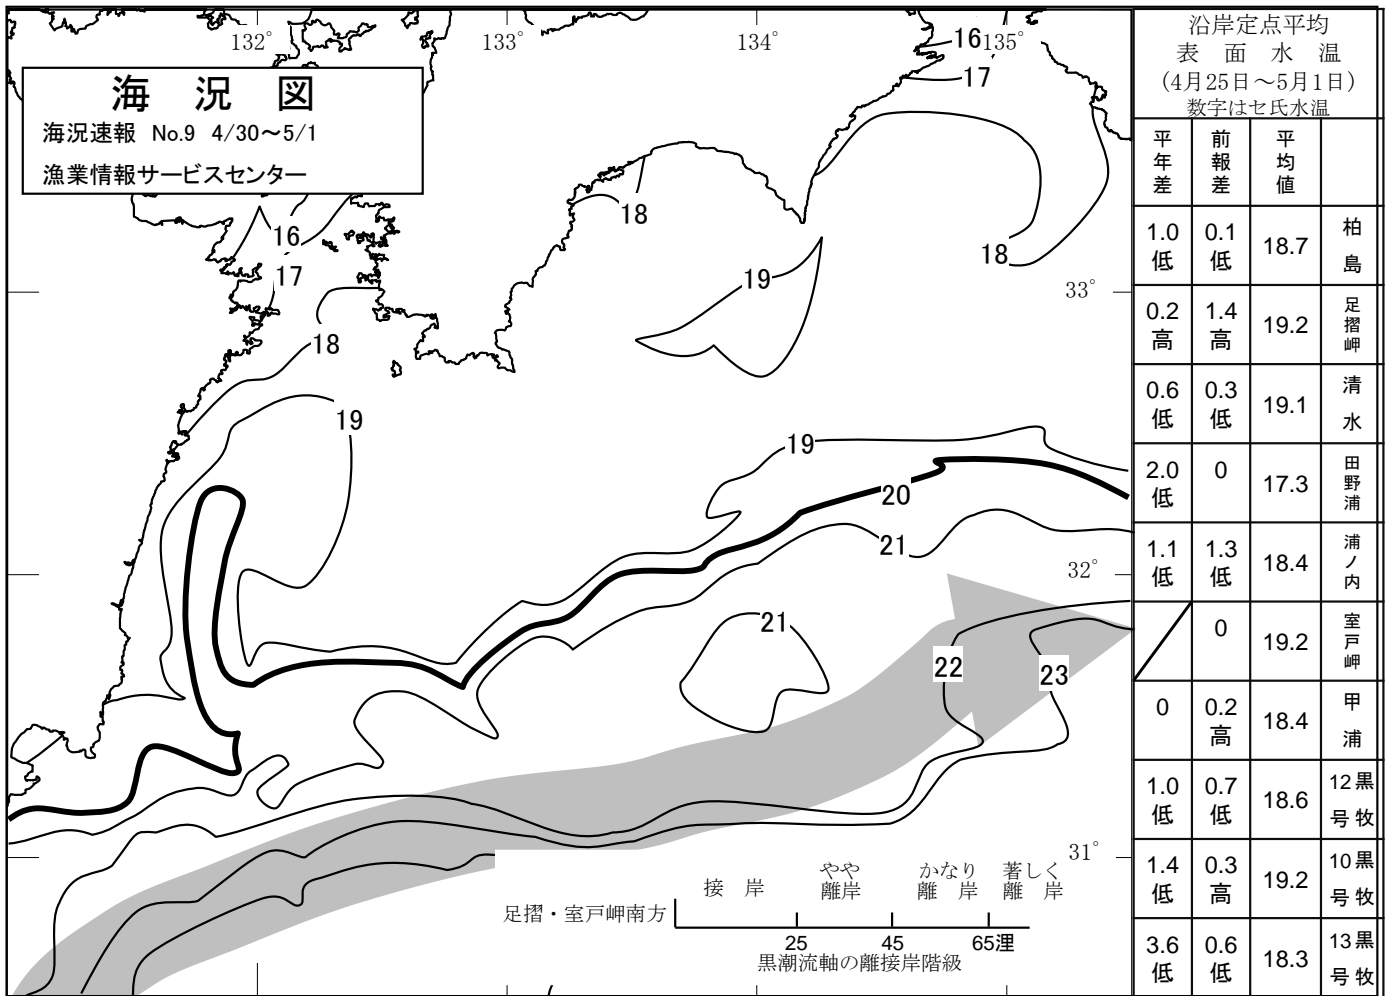 132°
133°
134°
135°
海　況　図
海況速報 No.9 4/30～5/1
漁業情報サービスセンター
16
17
18
16
17
18
19
18
33°
18
19
19
20
21
32°
21
22
23
31°
接 岸
やや
離岸
かなり
離 岸
著しく
離 岸
足摺・室戸岬南方
25 45 65浬
黒潮流軸の離接岸階級
沿岸定点平均
表 面 水 温
(4月25日～5月1日)
数字はセ氏水温
平年差 前報差 平均値
1.0低 0.1低 18.7 柏島
0.2高 1.4高 19.2 足摺岬
0.6低 0.3低 19.1 清水
2.0低 0 17.3 田野浦
1.1低 1.3低 18.4 浦ノ内
0 19.2 室戸岬
0 0.2高 18.4 甲浦
1.0低 0.7低 18.6 黒牧12号
1.4低 0.3高 19.2 黒牧10号
3.6低 0.6低 18.3 黒牧13号